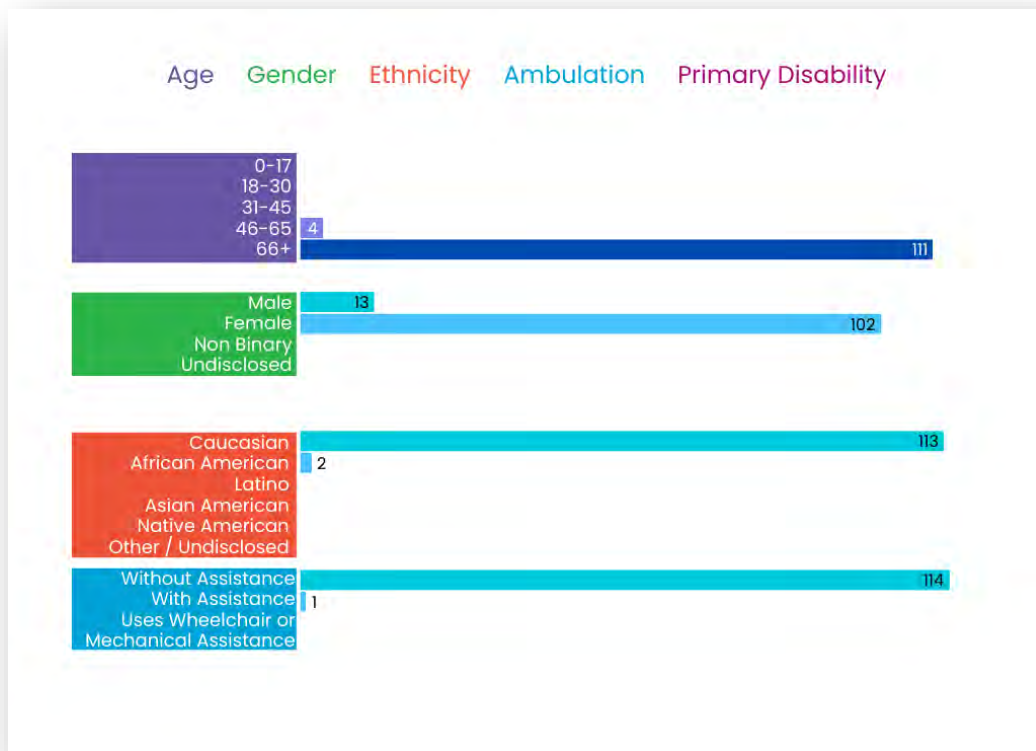 Age Gender Ethnicity Ambulation Primary Disability
0-17
18-30
31-45
46-65 4
66+ 111
Male 13
Female 102
Non Binary
Undisclosed
Caucasian 113
African American 2
Latino
Asian American
Native American
Other / Undisclosed
Without Assistance 114
With Assistance 1
Uses Wheelchair or
Mechanical Assistance